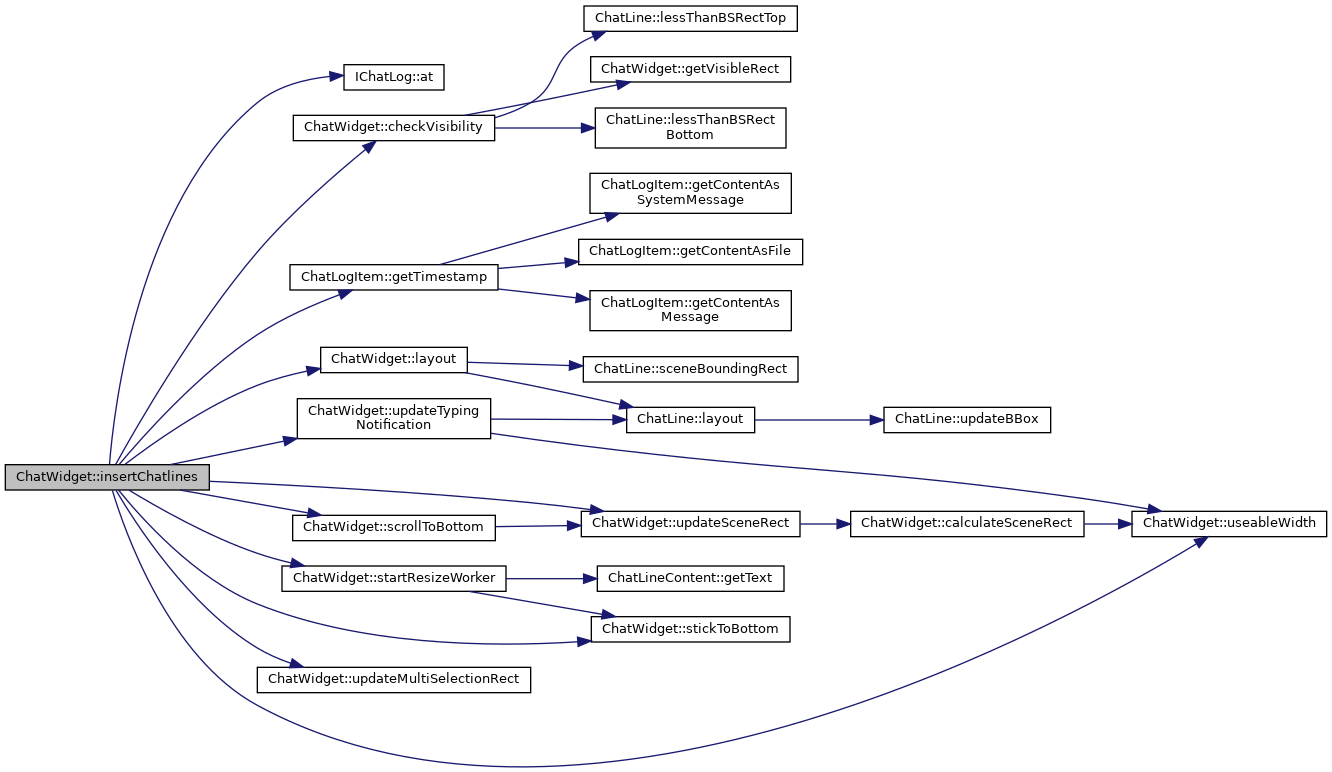 ChatLine::lessThanBSRectTop
IChatLog::at
ChatWidget::getVisibleRect
ChatWidget::checkVisibility
ChatLine::lessThanBSRect
Bottom
ChatLogItem::getContentAs
SystemMessage
ChatLogItem::getContentAsFile
ChatLogItem::getTimestamp
ChatLogItem::getContentAs
Message
ChatWidget::layout
ChatLine::sceneBoundingRect
ChatWidget::updateTyping
Notification
ChatLine::layout
ChatLine::updateBBox
ChatWidget::insertChatlines
ChatWidget::scrollToBottom
ChatWidget::updateSceneRect
ChatWidget::calculateSceneRect
ChatWidget::useableWidth
ChatWidget::startResizeWorker
ChatLineContent::getText
ChatWidget::stickToBottom
ChatWidget::updateMultiSelectionRect